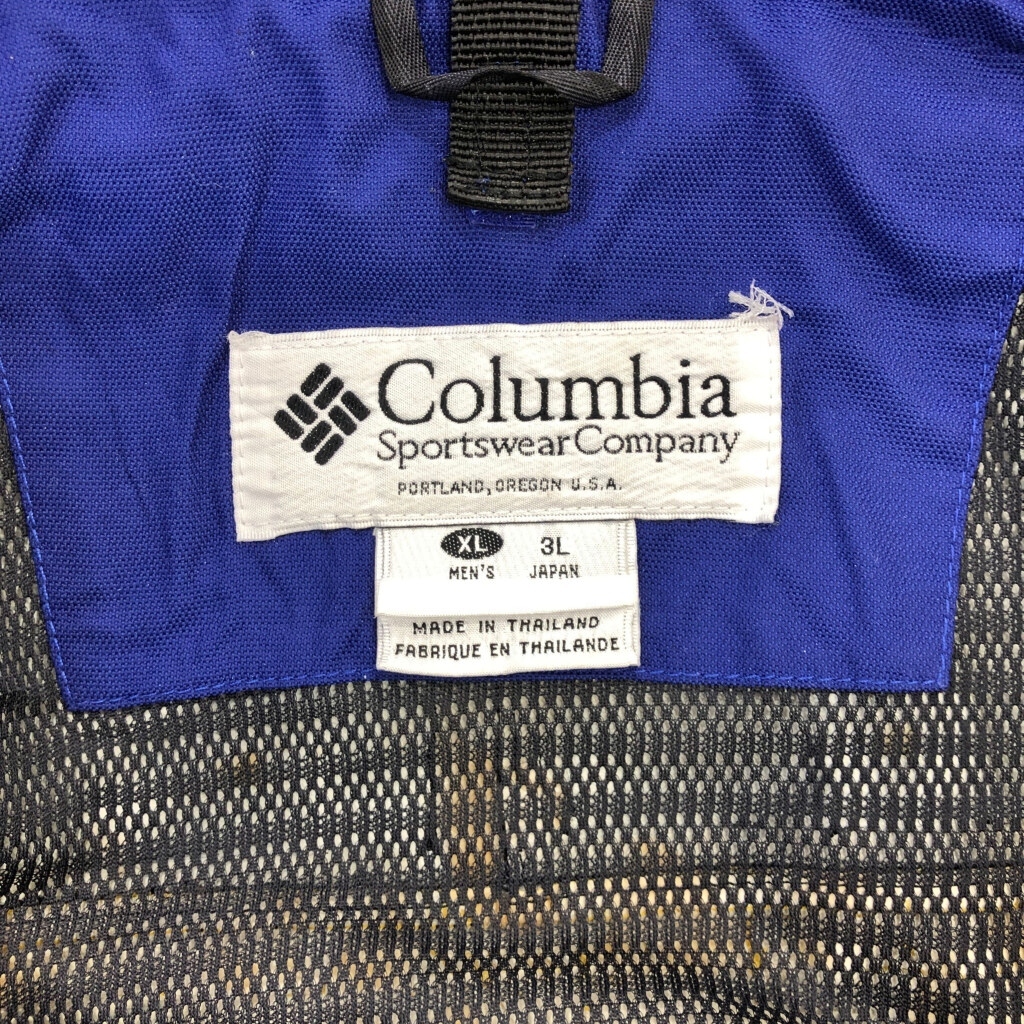 Columbia
Sportswear Company
PORTLAND, OREGON U.S.A.
XL 3L
MEN'S JAPAN
MADE IN THAILAND
FABRIQUE EN THAILANDE